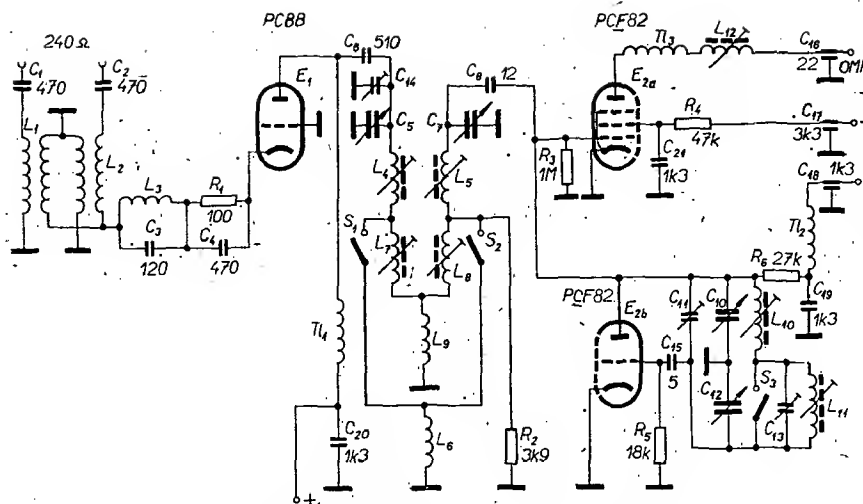 240 Ω
C1
470
C2
470
L1
L2
L3
R1
100
C3
120
C4
470
PC88
E1
C6 510
C14
C5
L4
S1
L7
Tl1
L9
L6
C20
1k3
+
C8
12
C7
L5
S2
L8
R2
3k9
PCF82
E2a
R3
1M
Tl3
L12
C16
22
OMF
R4
47k
C21
1k3
C17
3k3
1k3
C18
Tl2
R6 27k
C19
1k3
PCF82
E2b
C15
5
C11
C10
L10
C12
S3
C13
L11
R5
18k